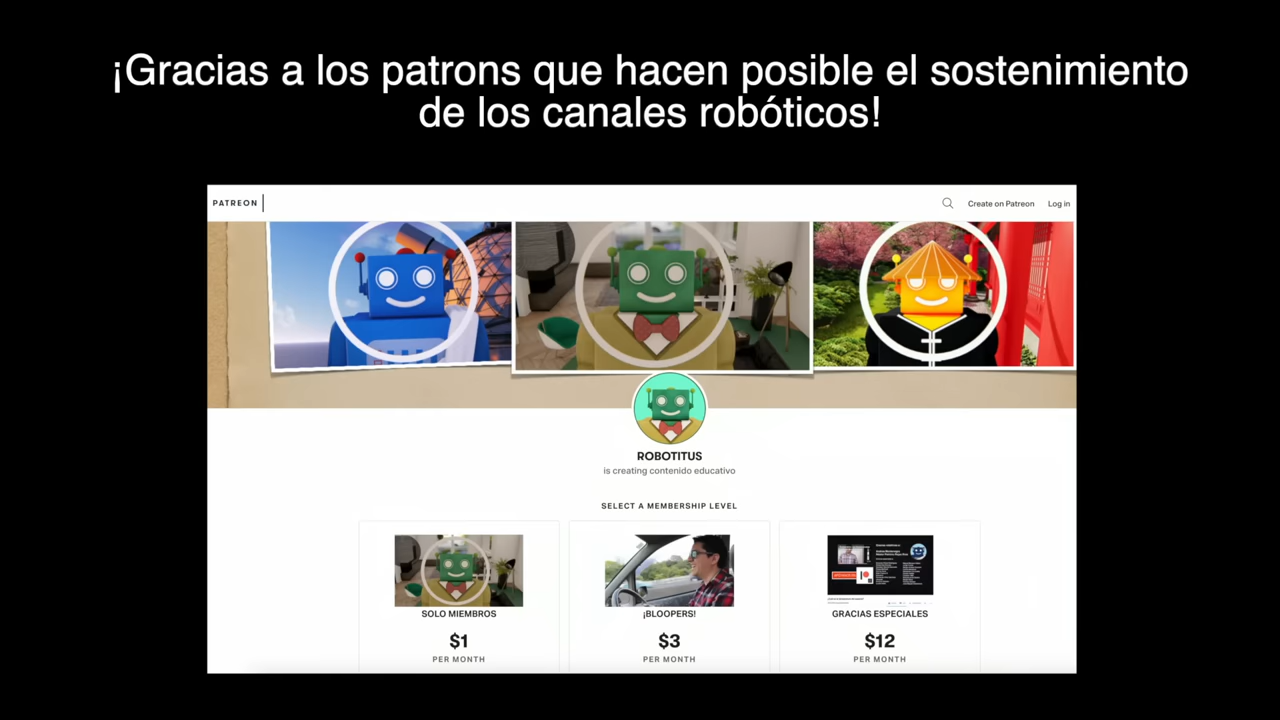 ¡Gracias a los patrons que hacen posible el sostenimiento
de los canales robóticos!
PATREON
Create on Patreon
Log in
ROBOTITUS
is creating contenido educativo
SELECT A MEMBERSHIP LEVEL
SOLO MIEMBROS
¡BLOOPERS!
GRACIAS ESPECIALES
$1
$3
$12
PER MONTH
PER MONTH
PER MONTH